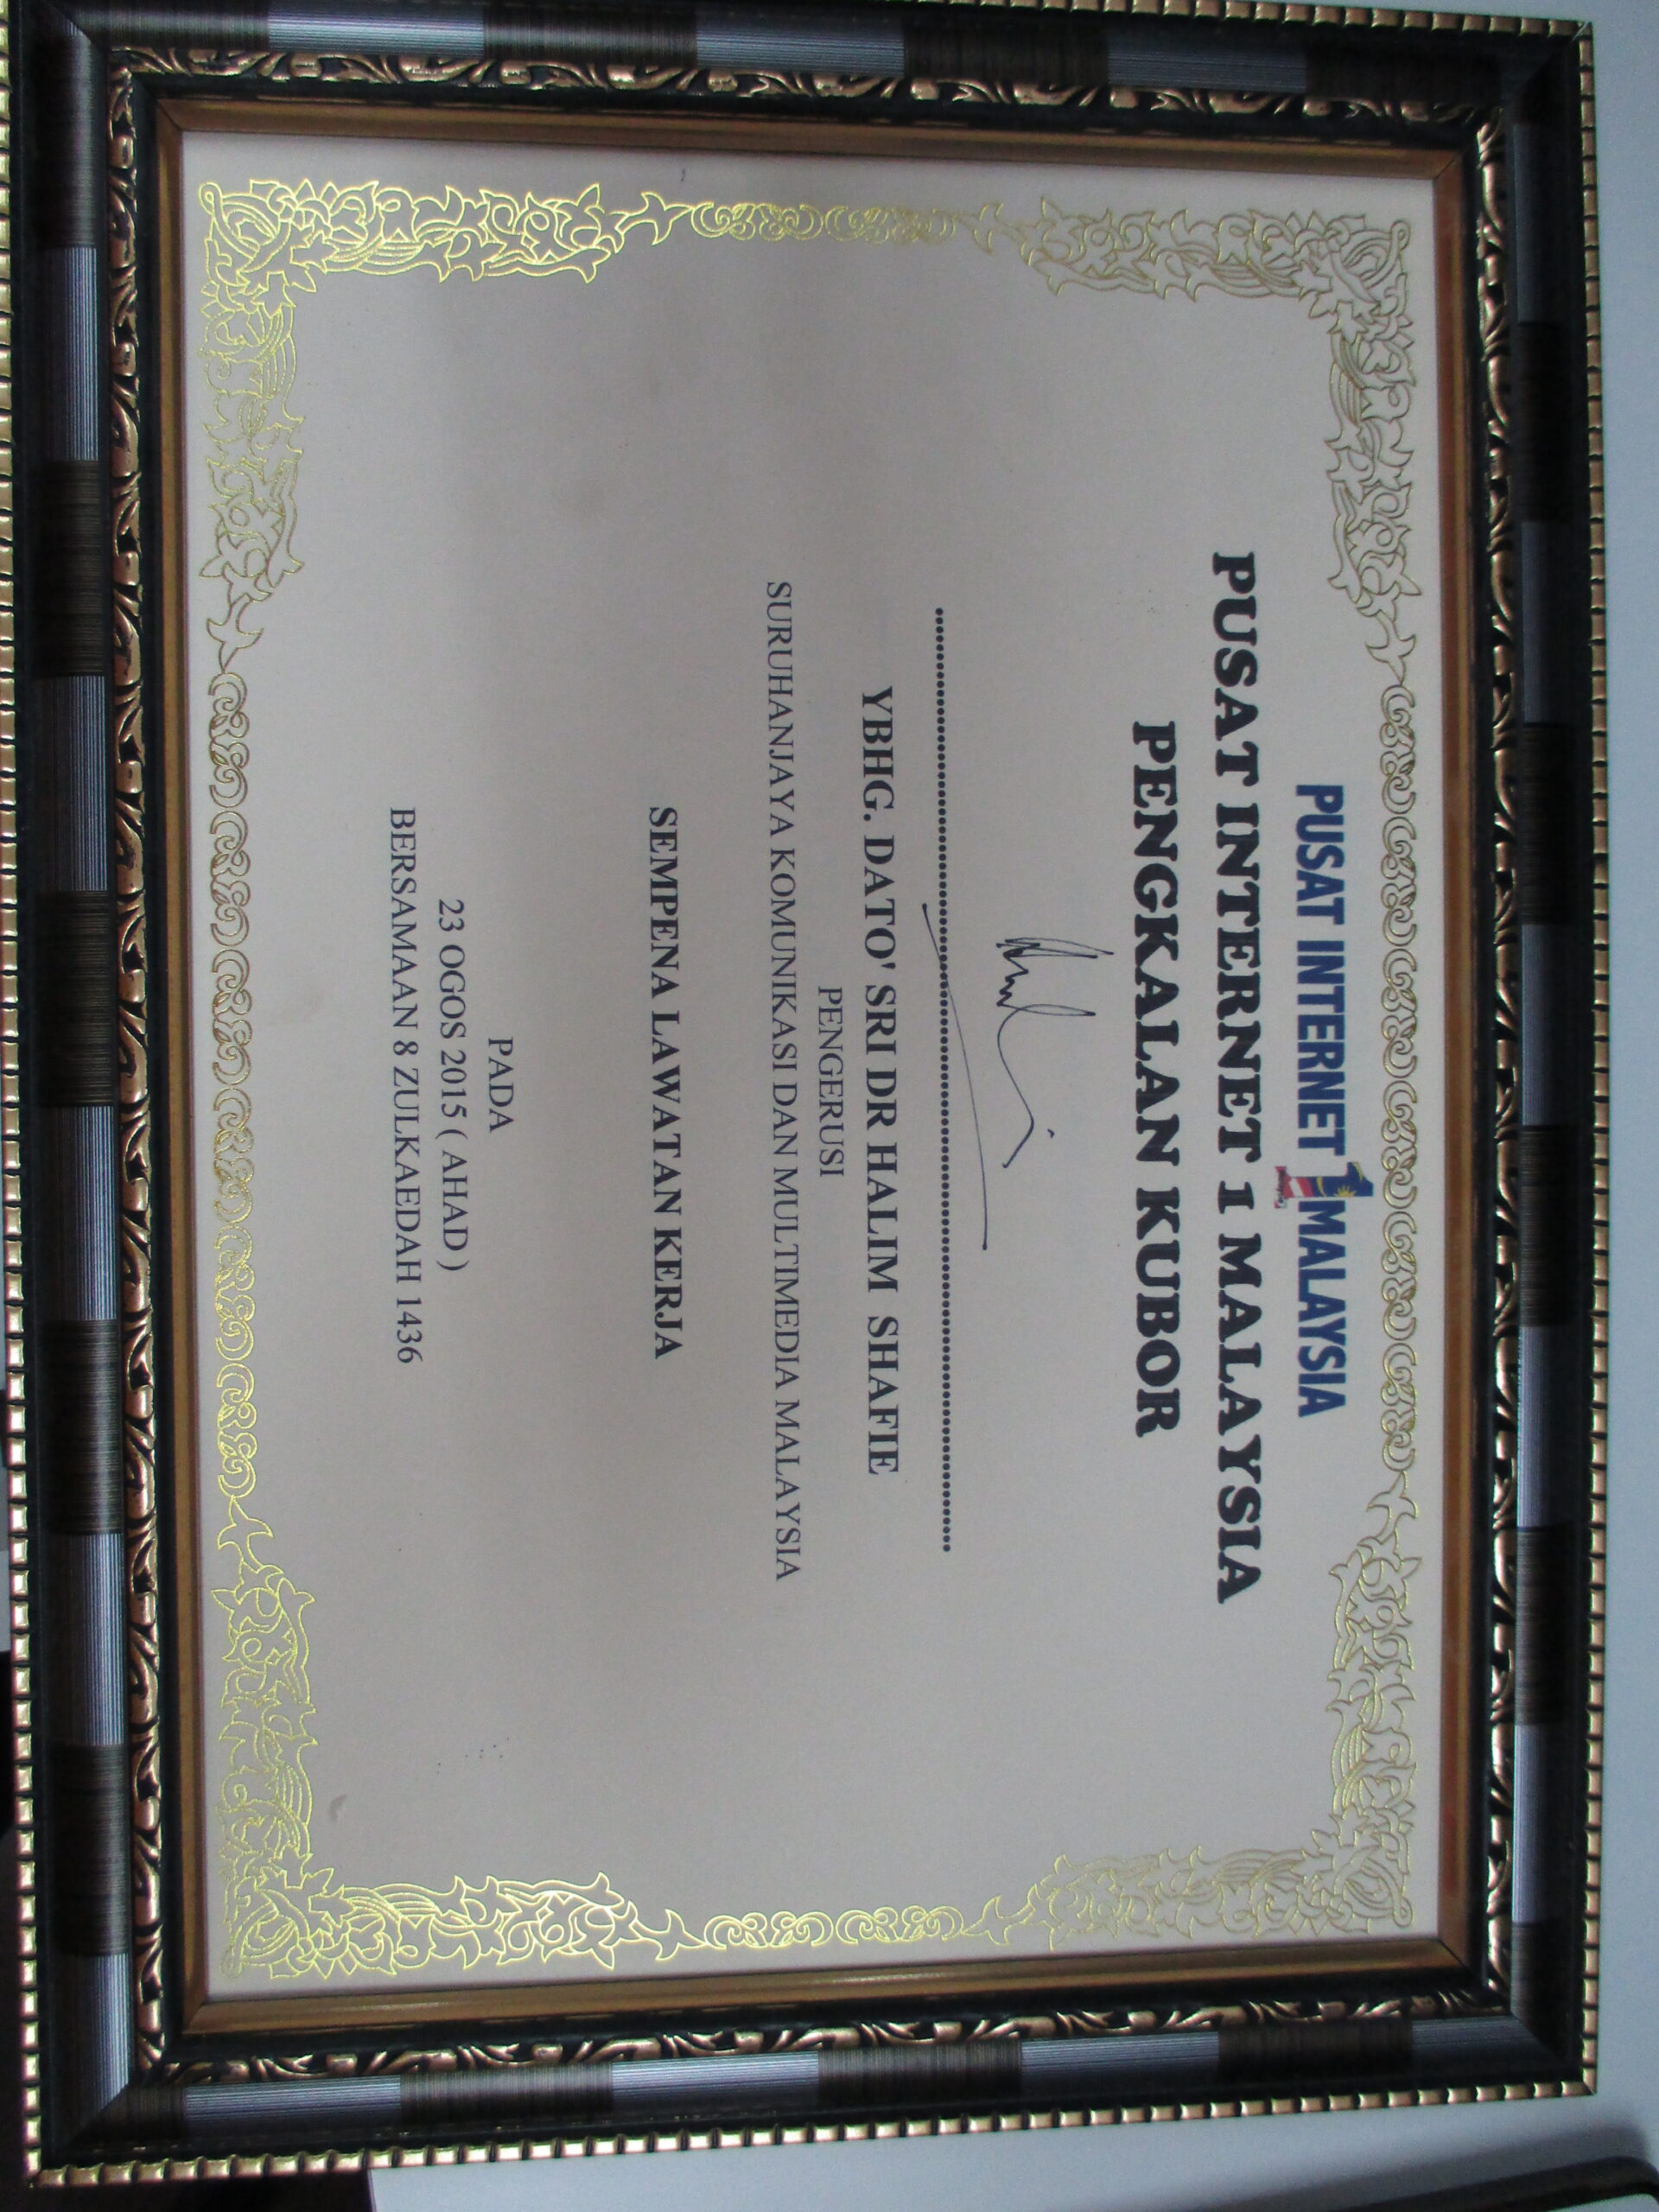 PUSAT INTERNET 1 MALAYSIA
PUSAT INTERNET 1 MALAYSIA
PENGKALAN KUBOR
YBHG. DATO' SRI DR HALIM SHAFIE
PENGERUSI
SURUHANJAYA KOMUNIKASI DAN MULTIMEDIA MALAYSIA
SEMPENA LAWATAN KERJA
PADA
23 OGOS 2015 ( AHAD )
BERSAMAAN 8 ZULKAEDAH 1436